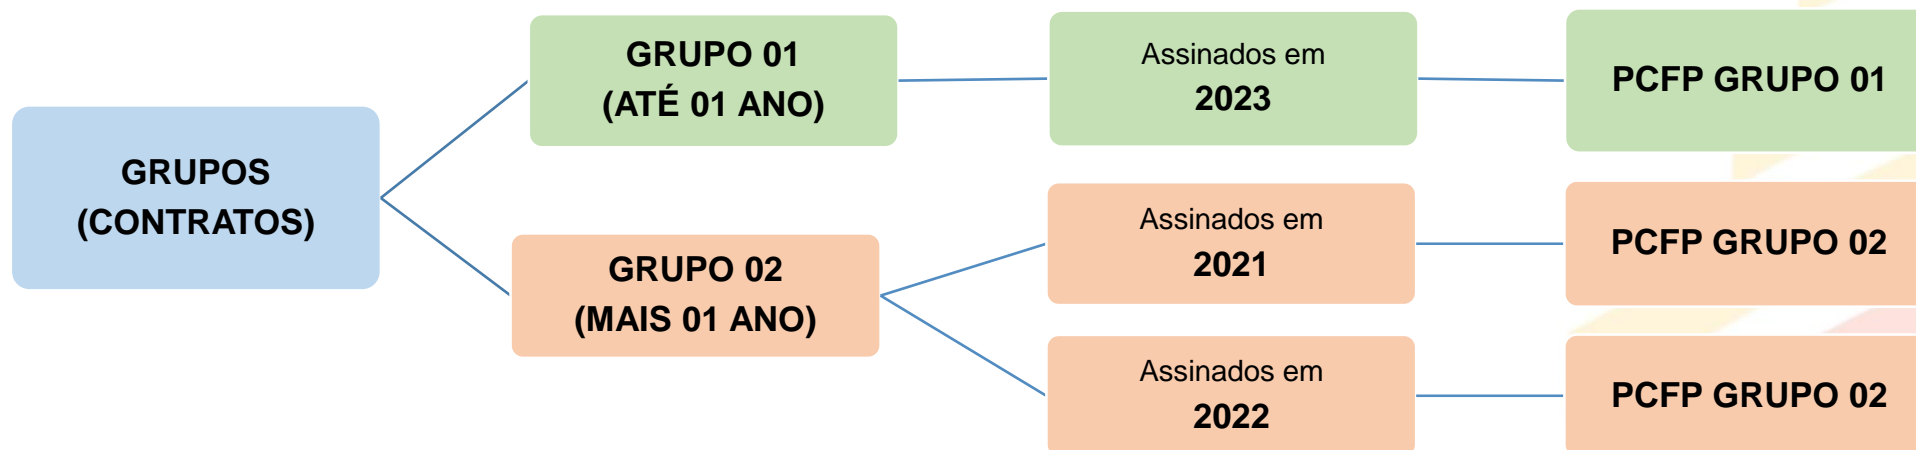 GRUPOS
(CONTRATOS)
GRUPO 01
(ATÉ 01 ANO)
Assinados em
2023
PCFP GRUPO 01
GRUPO 02
(MAIS 01 ANO)
Assinados em
2021
PCFP GRUPO 02
Assinados em
2022
PCFP GRUPO 02